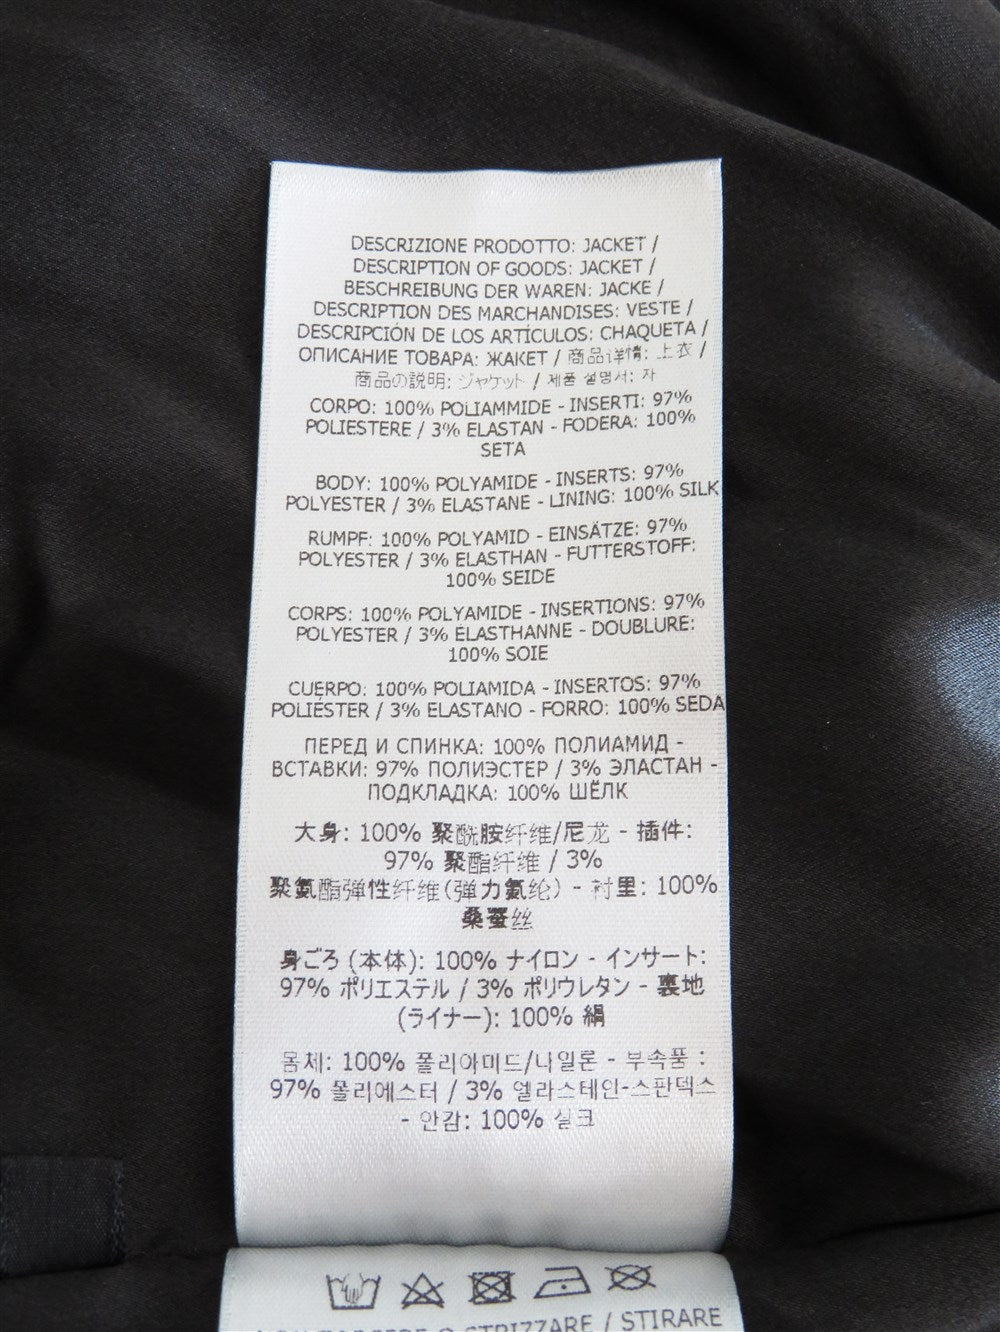 DESCRIZIONE PRODOTTO: JACKET /
DESCRIPTION OF GOODS: JACKET /
BESCHREIBUNG DER WAREN: JACKE /
DESCRIPTION DES MARCHANDISES: VESTE /
DESCRIPCIÓN DE LOS ARTÍCULOS: CHAQUETA /
ОПИСАНИЕ ТОВАРА: ЖАКЕТ / 商品详情: 上衣 /
商品の説明: ジャケット / 제품 설명서: 자
CORPO: 100% POLIAMMIDE - INSERTI: 97%
POLIESTERE / 3% ELASTAN - FODERA: 100%
SETA
BODY: 100% POLYAMIDE - INSERTS: 97%
POLYESTER / 3% ELASTANE - LINING: 100% SILK
RUMPF: 100% POLYAMID - EINSÄTZE: 97%
POLYESTER / 3% ELASTHAN - FUTTERSTOFF:
100% SEIDE
CORPS: 100% POLYAMIDE - INSERTIONS: 97%
POLYESTER / 3% ÉLASTHANNE - DOUBLURE:
100% SOIE
CUERPO: 100% POLIAMIDA - INSERTOS: 97%
POLIÉSTER / 3% ELASTANO - FORRO: 100% SEDA
ПЕРЕД И СПИНКА: 100% ПОЛИАМИД -
ВСТАВКИ: 97% ПОЛИЭСТЕР / 3% ЭЛАСТАН -
ПОДКЛАДКА: 100% ШЁЛК
大身: 100% 聚酰胺纤维/尼龙 - 插件:
97% 聚酯纤维 / 3%
聚氨酯弹性纤维(弹力氨纶) - 衬里: 100%
桑蚕丝
身ごろ (本体): 100% ナイロン - インサート:
97% ポリエステル / 3% ポリウレタン - 裏地
(ライナー): 100% 絹
몸체: 100% 폴리아미드/나일론 - 부속품 :
97% 폴리에스터 / 3% 엘라스테인-스판덱스
- 안감: 100% 실크
STRIZZARE / STIRARE